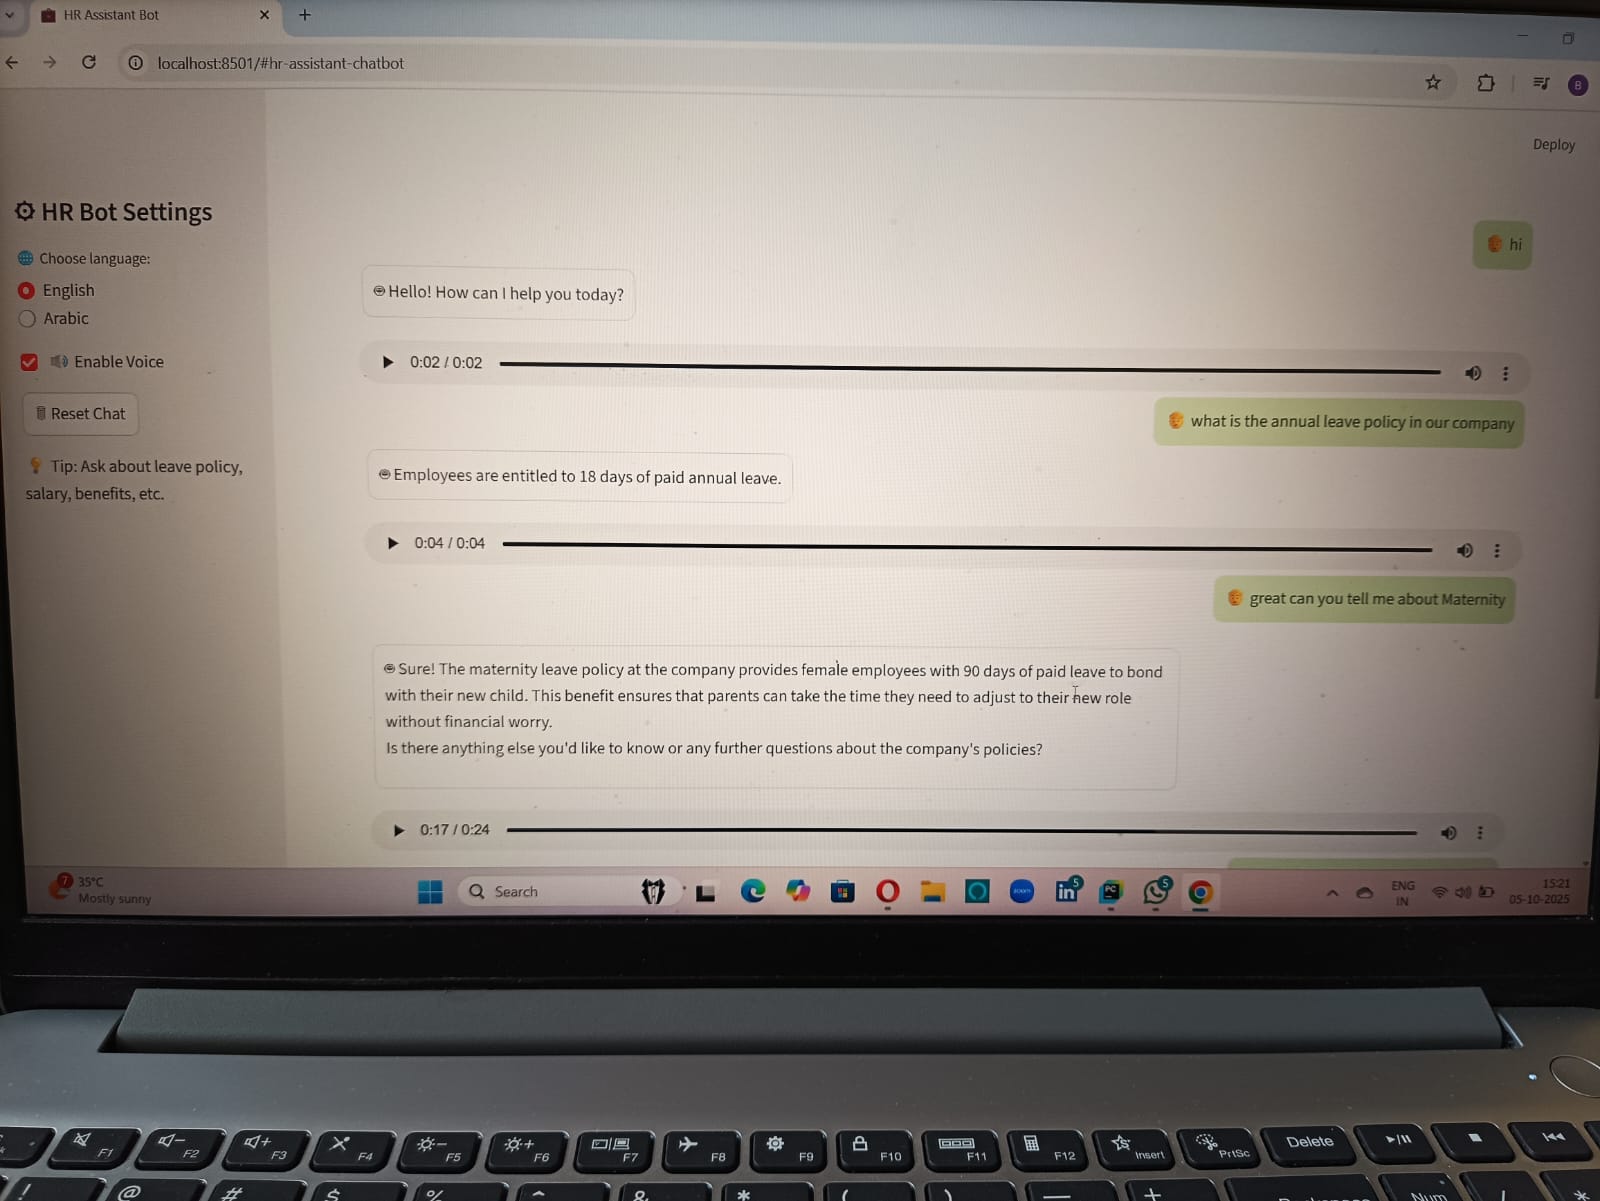 HR Assistant Bot
localhost:8501/#hr-assistant-chatbot
B
Deploy
HR Bot Settings
Choose language:
English
Arabic
Enable Voice
Reset Chat
Tip: Ask about leave policy,
salary, benefits, etc.
hi
Hello! How can I help you today?
0:02 / 0:02
what is the annual leave policy in our company
Employees are entitled to 18 days of paid annual leave.
0:04 / 0:04
great can you tell me about Maternity
Sure! The maternity leave policy at the company provides female employees with 90 days of paid leave to bond
with their new child. This benefit ensures that parents can take the time they need to adjust to their new role
without financial worry.
Is there anything else you'd like to know or any further questions about the company's policies?
0:17 / 0:24
7
35°C
Mostly sunny
Search
zoom
in
5
PC
5
ENG
IN
15:21
05-10-2025
F1
F2
F3
F4
F5
F6
F7
F8
F9
F10
F11
F12
Insert
PrtSc
Delete
! @ # $ % ^ & * ( ) — +
Num